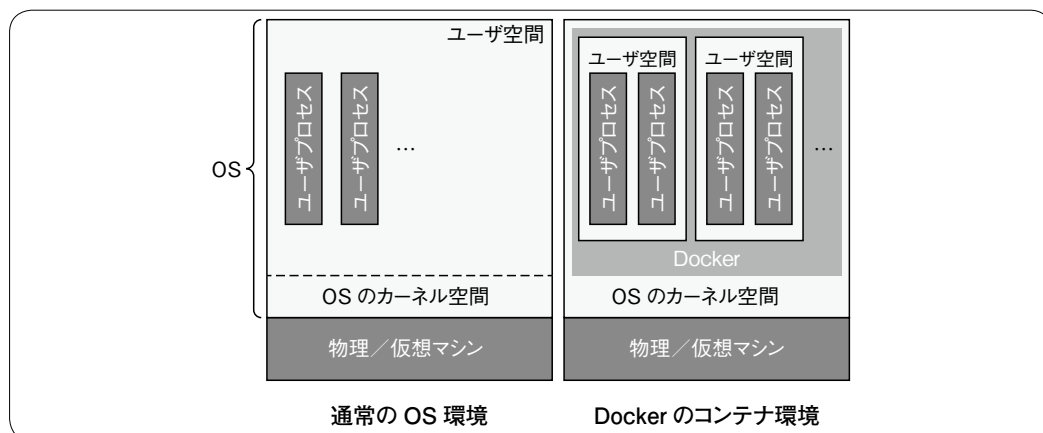 OS
ユーザ空間
ユーザプロセス
ユーザプロセス
…
OS のカーネル空間
物理／仮想マシン
通常の OS 環境
ユーザ空間
ユーザプロセス
ユーザプロセス
ユーザ空間
ユーザプロセス
ユーザプロセス
…
Docker
OS のカーネル空間
物理／仮想マシン
Docker のコンテナ環境